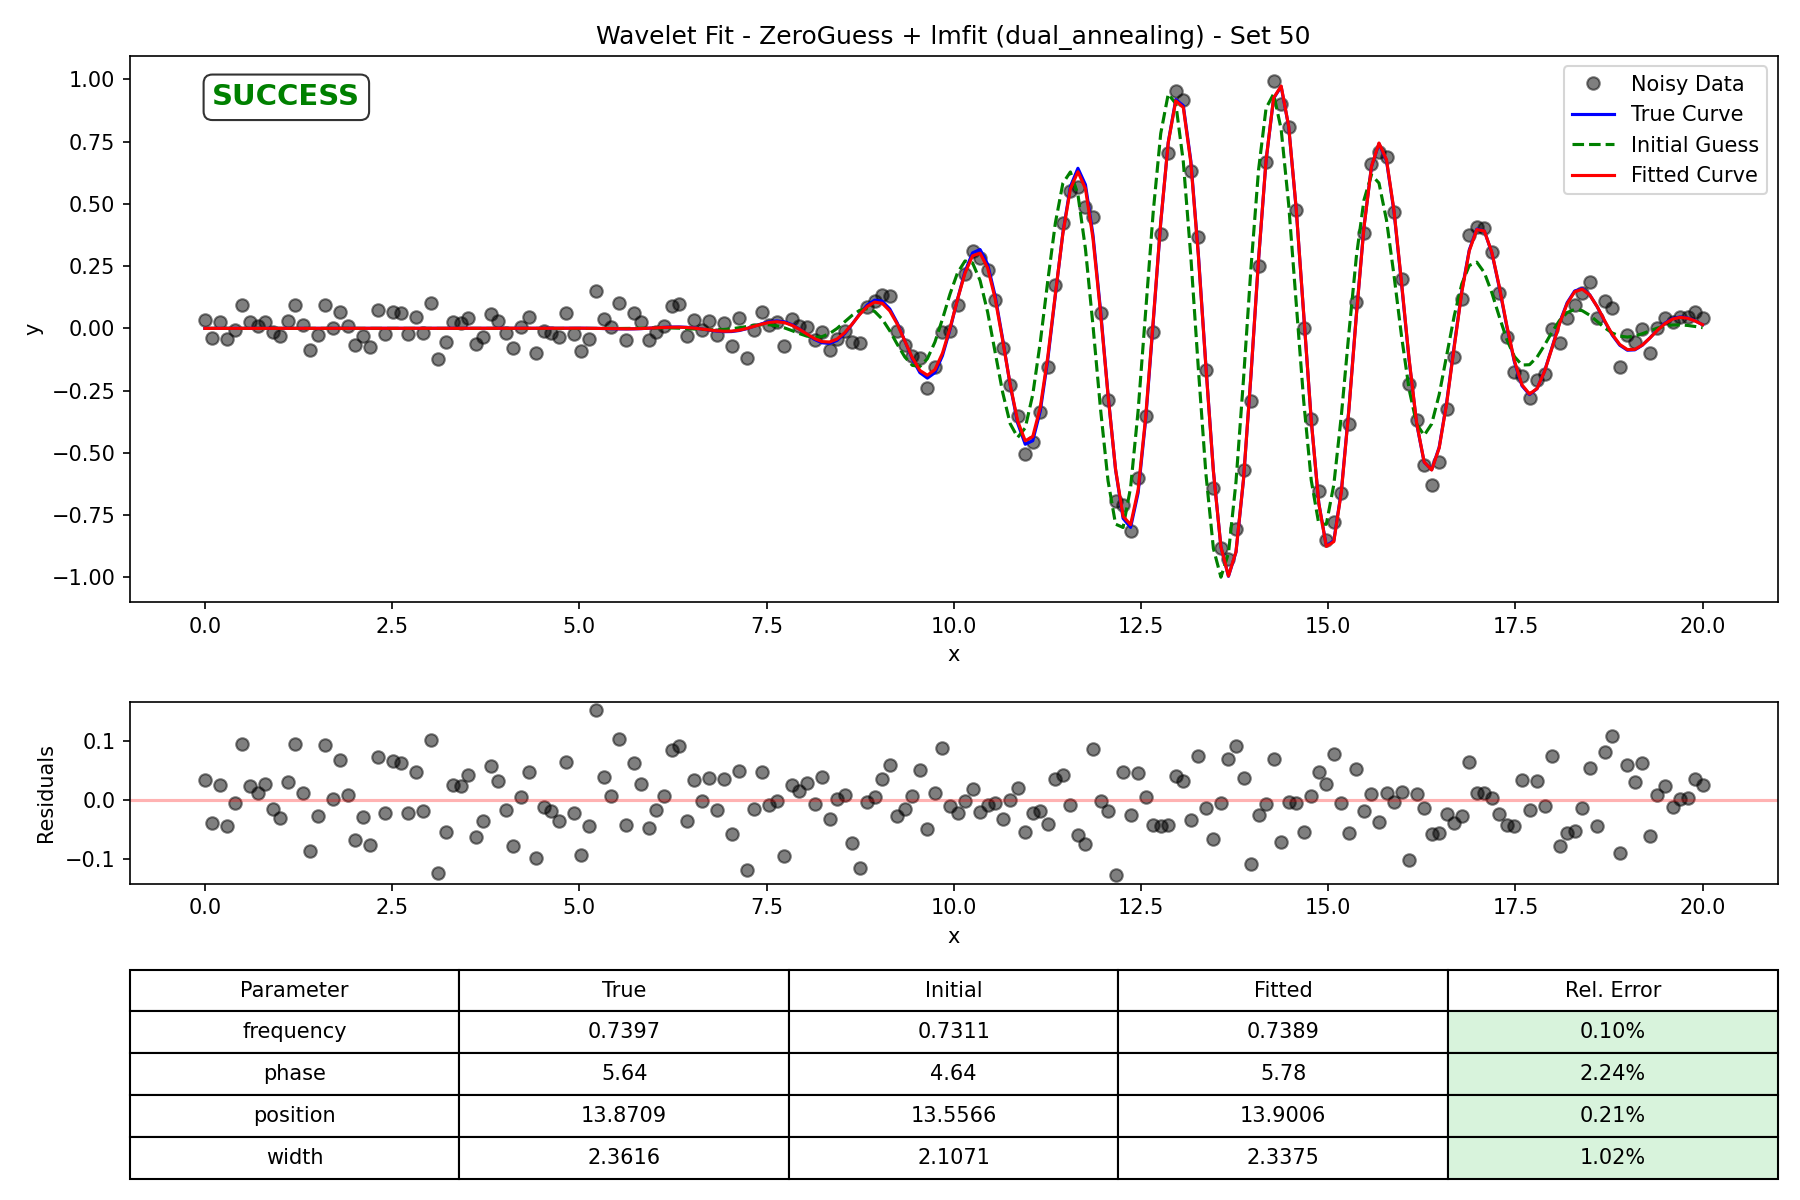 Wavelet Fit - ZeroGuess + lmfit (dual_annealing) - Set 50
SUCCESS
Noisy Data
True Curve
Initial Guess
Fitted Curve
y
1.00
0.75
0.50
0.25
0.00
−0.25
−0.50
−0.75
−1.00
0.0 2.5 5.0 7.5 10.0 12.5 15.0 17.5 20.0
x
Residuals
0.1
0.0
−0.1
0.0 2.5 5.0 7.5 10.0 12.5 15.0 17.5 20.0
x
Parameter True Initial Fitted Rel. Error
frequency 0.7397 0.7311 0.7389 0.10%
phase 5.64 4.64 5.78 2.24%
position 13.8709 13.5566 13.9006 0.21%
width 2.3616 2.1071 2.3375 1.02%